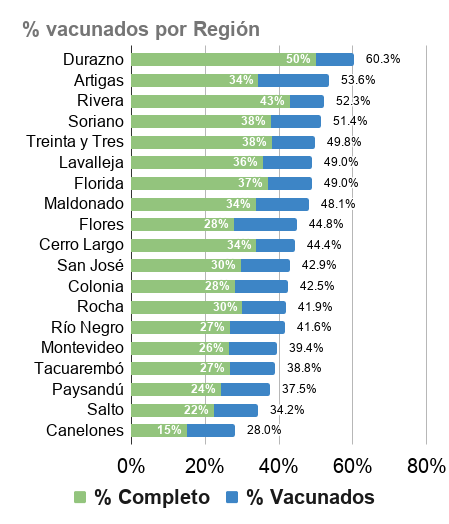 % vacunados por Región
Durazno 50% 60.3%
Artigas 34% 53.6%
Rivera 43% 52.3%
Soriano 38% 51.4%
Treinta y Tres 38% 49.8%
Lavalleja 36% 49.0%
Florida 37% 49.0%
Maldonado 34% 48.1%
Flores 28% 44.8%
Cerro Largo 34% 44.4%
San José 30% 42.9%
Colonia 28% 42.5%
Rocha 30% 41.9%
Río Negro 27% 41.6%
Montevideo 26% 39.4%
Tacuarembó 27% 38.8%
Paysandú 24% 37.5%
Salto 22% 34.2%
Canelones 15% 28.0%
0% 20% 40% 60% 80%
% Completo % Vacunados